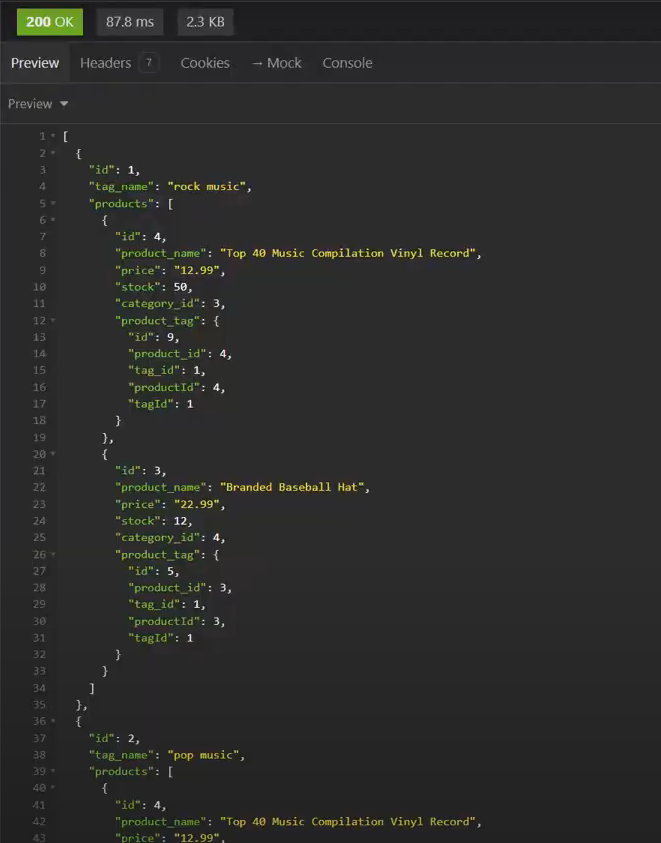 200 OK 87.8 ms 2.3 KB
Preview Headers 7 Cookies → Mock Console
Preview ▼
1 [
2 {
3 "id": 1,
4 "tag_name": "rock music",
5 "products": [
6 {
7 "id": 4,
8 "product_name": "Top 40 Music Compilation Vinyl Record",
9 "price": "12.99",
10 "stock": 50,
11 "category_id": 3,
12 "product_tag": {
13 "id": 9,
14 "product_id": 4,
15 "tag_id": 1,
16 "productId": 4,
17 "tagId": 1
18 }
19 },
20 {
21 "id": 3,
22 "product_name": "Branded Baseball Hat",
23 "price": "22.99",
24 "stock": 12,
25 "category_id": 4,
26 "product_tag": {
27 "id": 5,
28 "product_id": 3,
29 "tag_id": 1,
30 "productId": 3,
31 "tagId": 1
32 }
33 }
34 ]
35 },
36 {
37 "id": 2,
38 "tag_name": "pop music",
39 "products": [
40 {
41 "id": 4,
42 "product_name": "Top 40 Music Compilation Vinyl Record",
43 "price": "12.99",